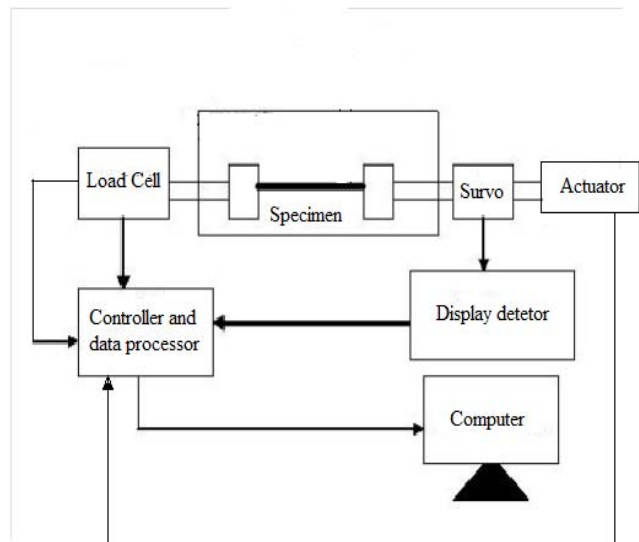 Load Cell
Specimen
Survo
Actuator
Controller and
data processor
Display detetor
Computer